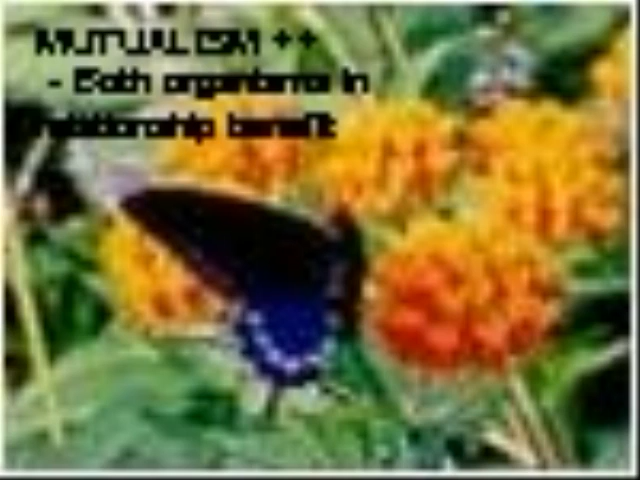 MUTUALISM ++
- Both organisms in
relationship benefit